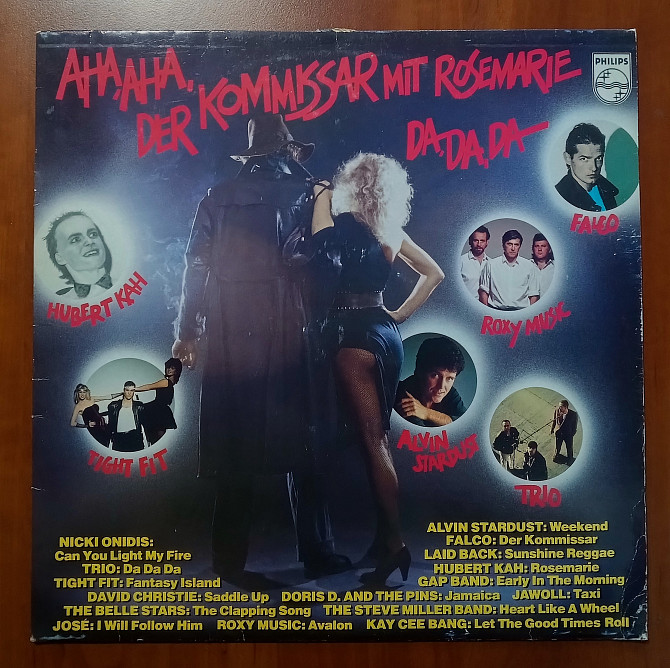 AHA, AHA,
DER KOMMISSAR MIT ROSEMARIE
DA, DA, DA
PHILIPS
FALCO
HUBERT KAH
ROXY MUSIC
TIGHT FIT
ALVIN
STARDUST
TRIO
NICKI ONIDIS:
Can You Light My Fire
TRIO: Da Da Da
TIGHT FIT: Fantasy Island
ALVIN STARDUST: Weekend
FALCO: Der Kommissar
LAID BACK: Sunshine Reggae
HUBERT KAH: Rosemarie
GAP BAND: Early In The Morning
DAVID CHRISTIE: Saddle Up DORIS D. AND THE PINS: Jamaica JAWOLL: Taxi
THE BELLE STARS: The Clapping Song THE STEVE MILLER BAND: Heart Like A Wheel
JOSÉ: I Will Follow Him ROXY MUSIC: Avalon KAY CEE BANG: Let The Good Times Roll